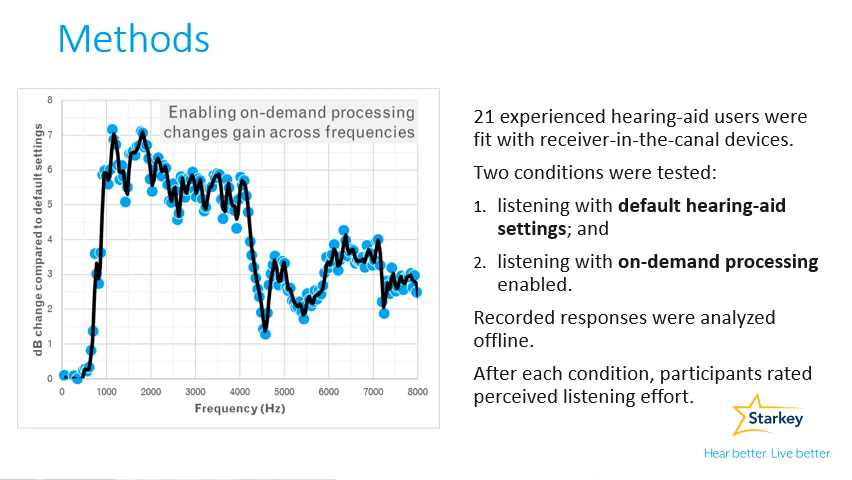 Methods
Enabling on-demand processing
changes gain across frequencies
dB change compared to default settings
8
7
6
5
4
3
2
1
0
0 1000 2000 3000 4000 5000 6000 7000 8000
Frequency (Hz)
21 experienced hearing-aid users were
fit with receiver-in-the-canal devices.
Two conditions were tested:
1. listening with default hearing-aid
settings; and
2. listening with on-demand processing
enabled.
Recorded responses were analyzed
offline.
After each condition, participants rated
perceived listening effort.
Starkey
Hear better. Live better.